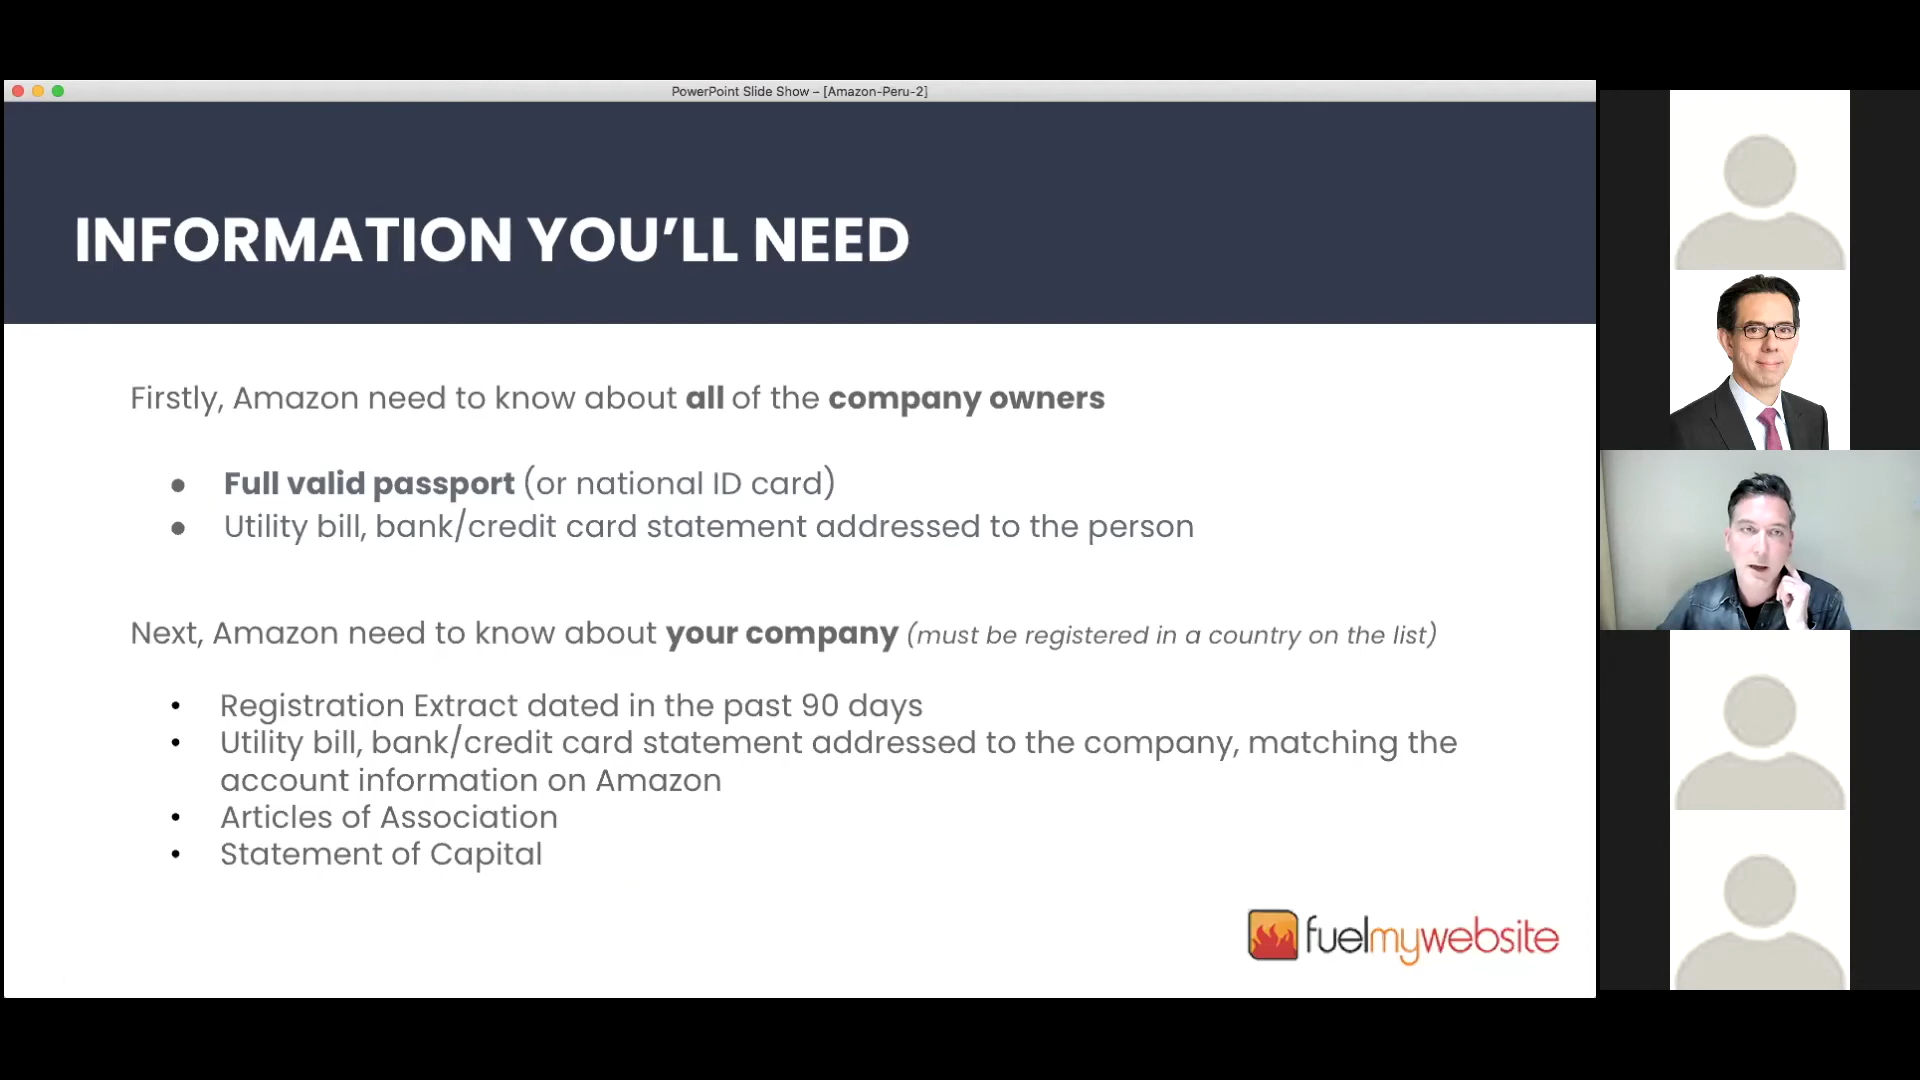 PowerPoint Slide Show – [Amazon-Peru-2]
INFORMATION YOU’LL NEED
Firstly, Amazon need to know about all of the company owners
● Full valid passport (or national ID card)
● Utility bill, bank/credit card statement addressed to the person
Next, Amazon need to know about your company (must be registered in a country on the list)
• Registration Extract dated in the past 90 days
• Utility bill, bank/credit card statement addressed to the company, matching the
account information on Amazon
• Articles of Association
• Statement of Capital
fuelmywebsite